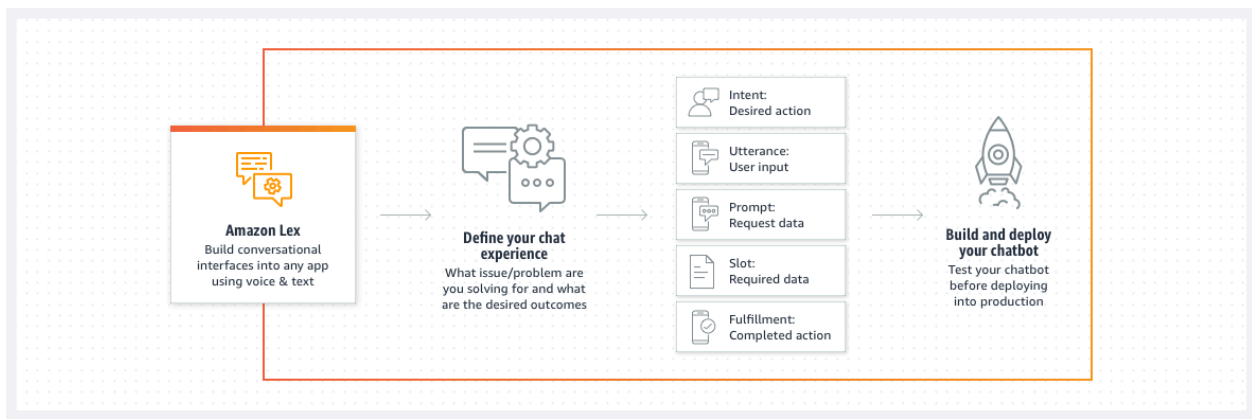 Amazon Lex
Build conversational
interfaces into any app
using voice & text
Define your chat
experience
What issue/problem are
you solving for and what
are the desired outcomes
Intent:
Desired action
Utterance:
User input
Prompt:
Request data
Slot:
Required data
Fulfillment:
Completed action
Build and deploy
your chatbot
Test your chatbot
before deploying
into production